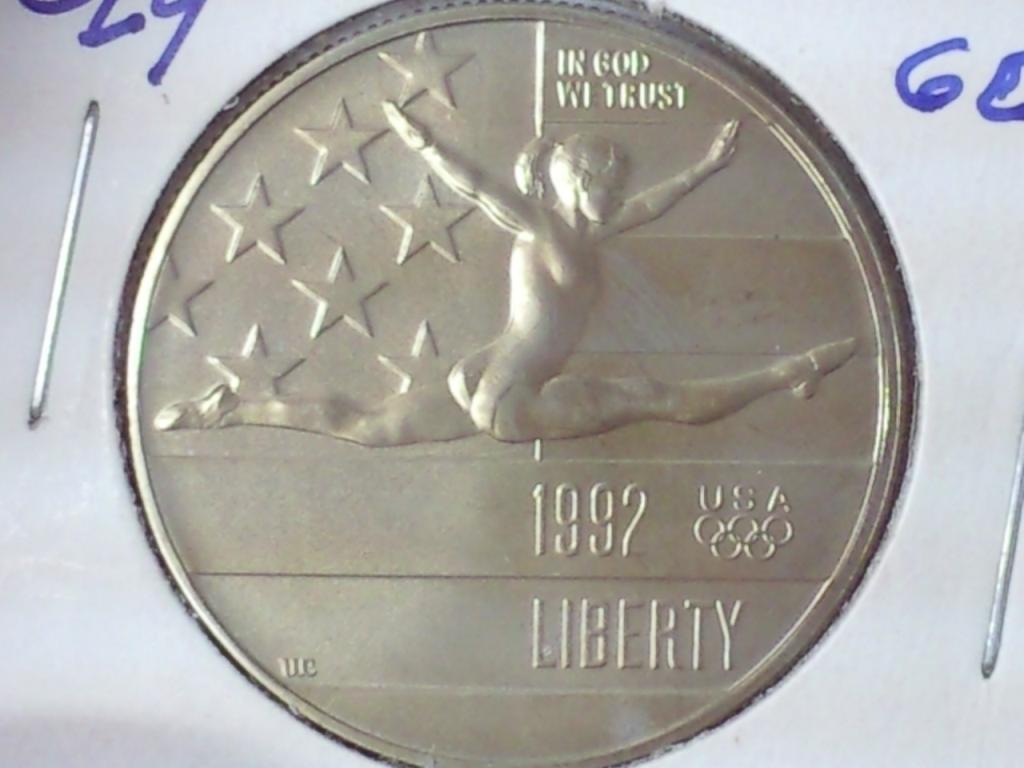 IN GOD
WE TRUST
1992
USA
LIBERTY